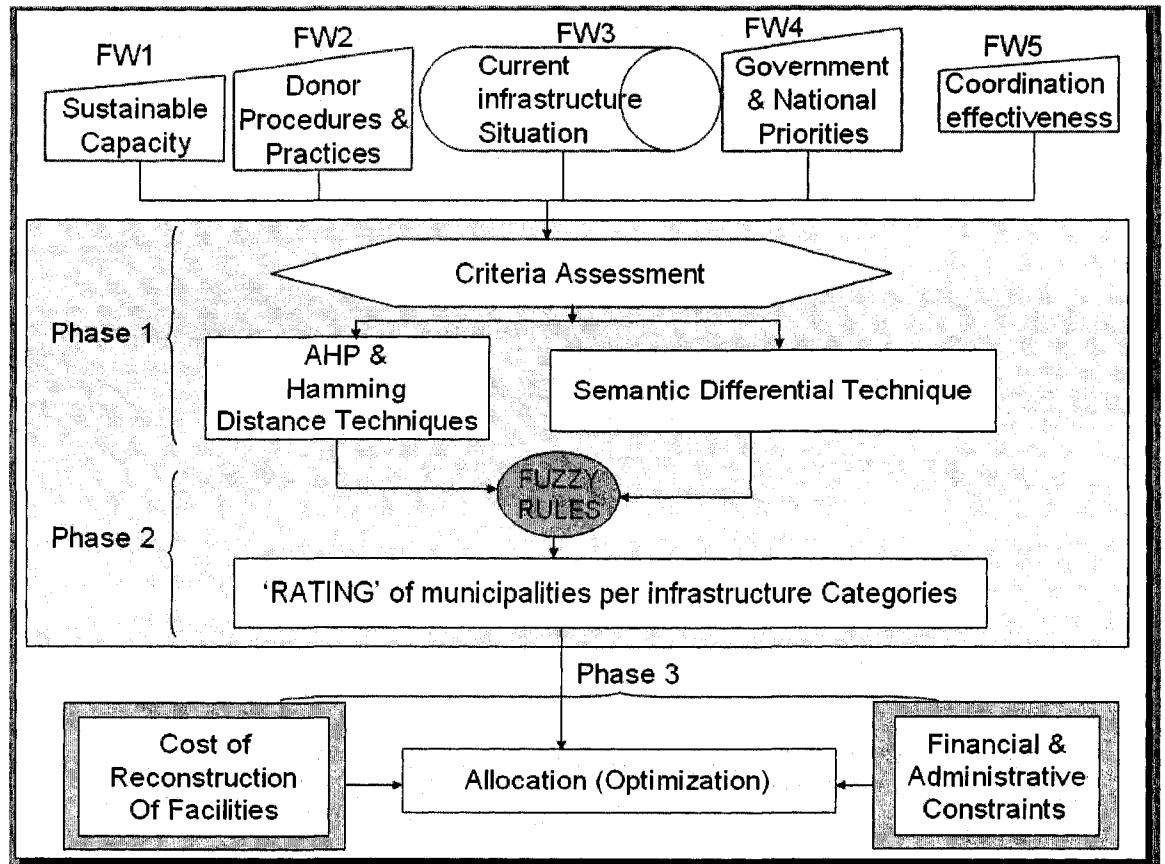 FW1
FW2
FW3
FW4
FW5
Sustainable
Capacity
Donor
Procedures &
Practices
Current
infrastructure
Situation
Government
& National
Priorities
Coordination
effectiveness
Phase 1
Criteria Assessment
AHP &
Hamming
Distance Techniques
Semantic Differential Technique
Phase 2
FUZZY
RULES
'RATING' of municipalities per infrastructure Categories
Phase 3
Cost of
Reconstruction
Of Facilities
Allocation (Optimization)
Financial &
Administrative
Constraints